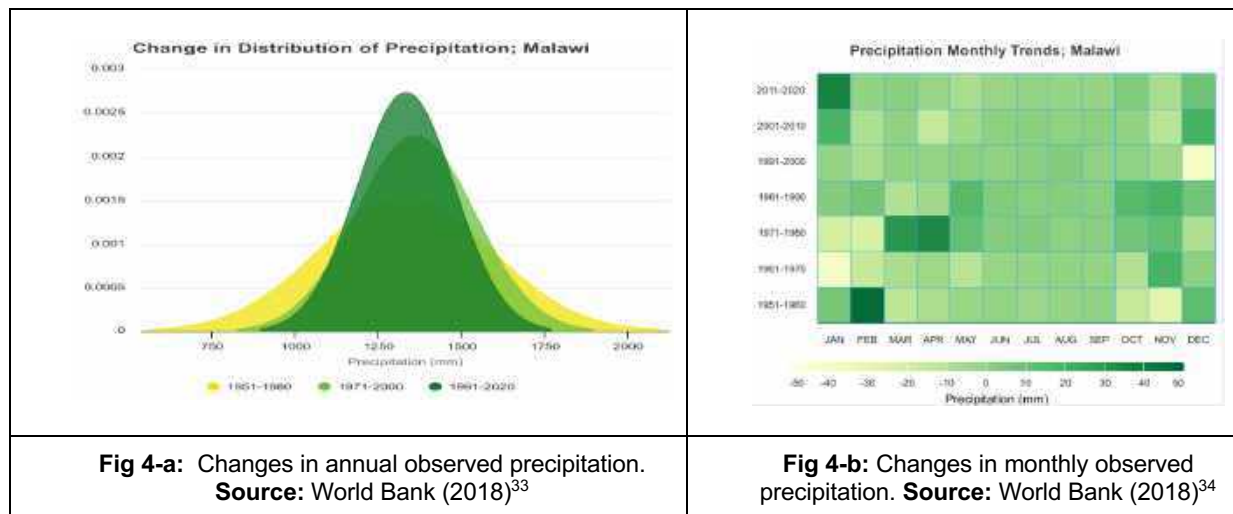 Change in Distribution of Precipitation; Malawi
0.003
0.0025
0.002
0.0015
0.001
0.0005
0
750 1000 1250 1500 1750 2000
Precipitation (mm)
1951-1980 1971-2000 1991-2020
Precipitation Monthly Trends; Malawi
2011-2020
2001-2010
1991-2000
1981-1990
1971-1980
1961-1970
1951-1960
JAN FEB MAR APR MAY JUN JUL AUG SEP OCT NOV DEC
-50 -40 -30 -20 -10 0 10 20 30 40 50
Precipitation (mm)
Fig 4-a: Changes in annual observed precipitation.
Source: World Bank (2018)33
Fig 4-b: Changes in monthly observed
precipitation. Source: World Bank (2018)34